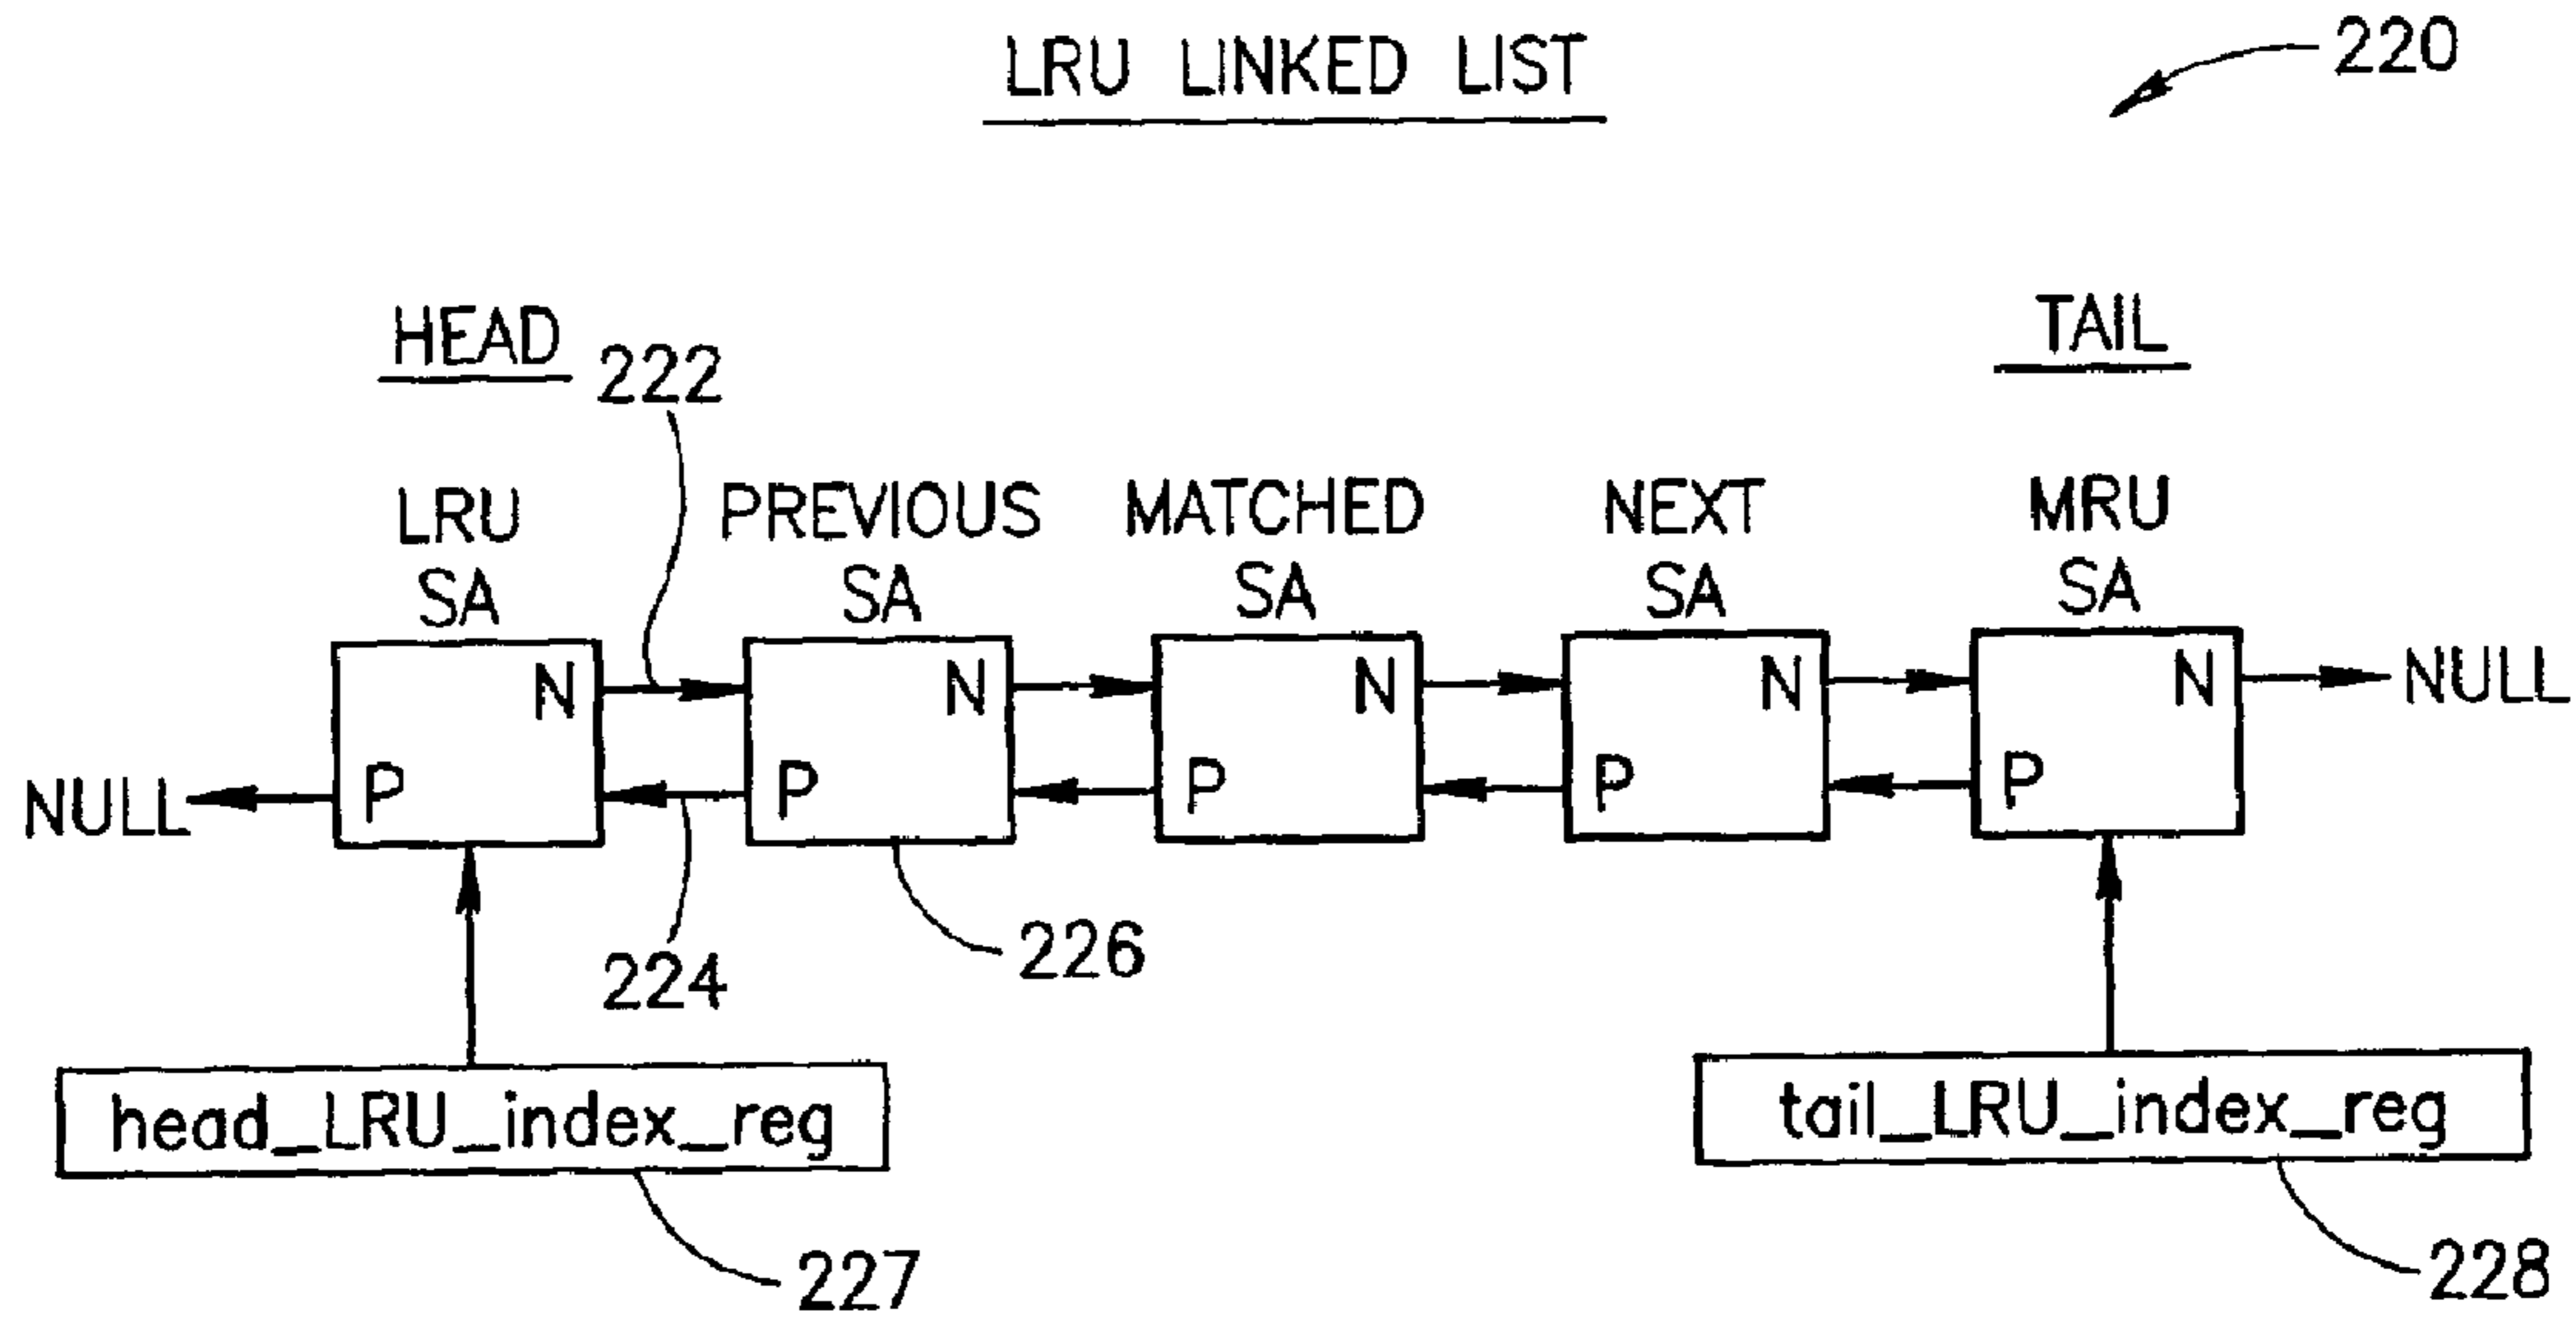 LRU LINKED LIST
220
HEAD
TAIL
222
LRU
SA
PREVIOUS
SA
MATCHED
SA
NEXT
SA
MRU
SA
N
N
N
N
N
NULL
NULL
P
P
P
P
P
224
226
head_LRU_index_reg
tail_LRU_index_reg
227
228